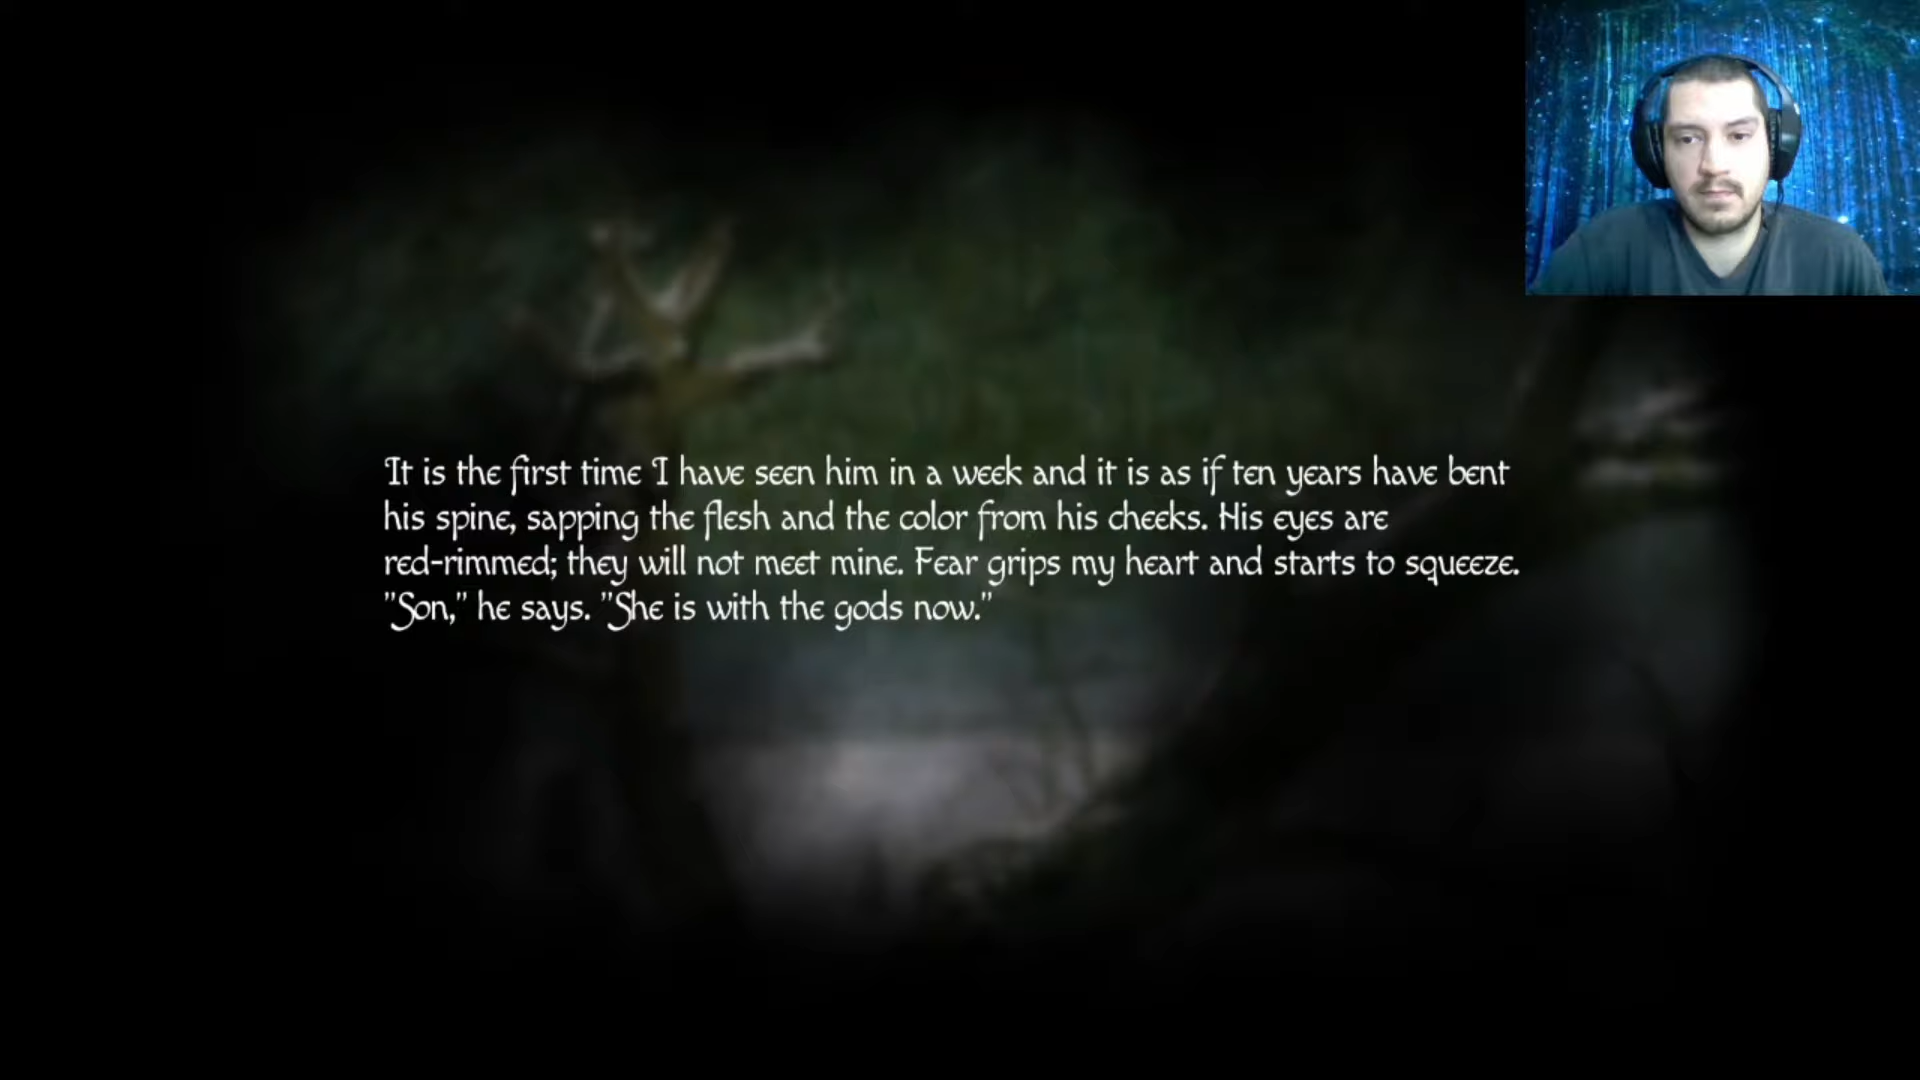 It is the first time I have seen him in a week and it is as if ten years have bent
his spine, sapping the flesh and the color from his cheeks. His eyes are
red-rimmed; they will not meet mine. Fear grips my heart and starts to squeeze.
"Son," he says. "She is with the gods now."